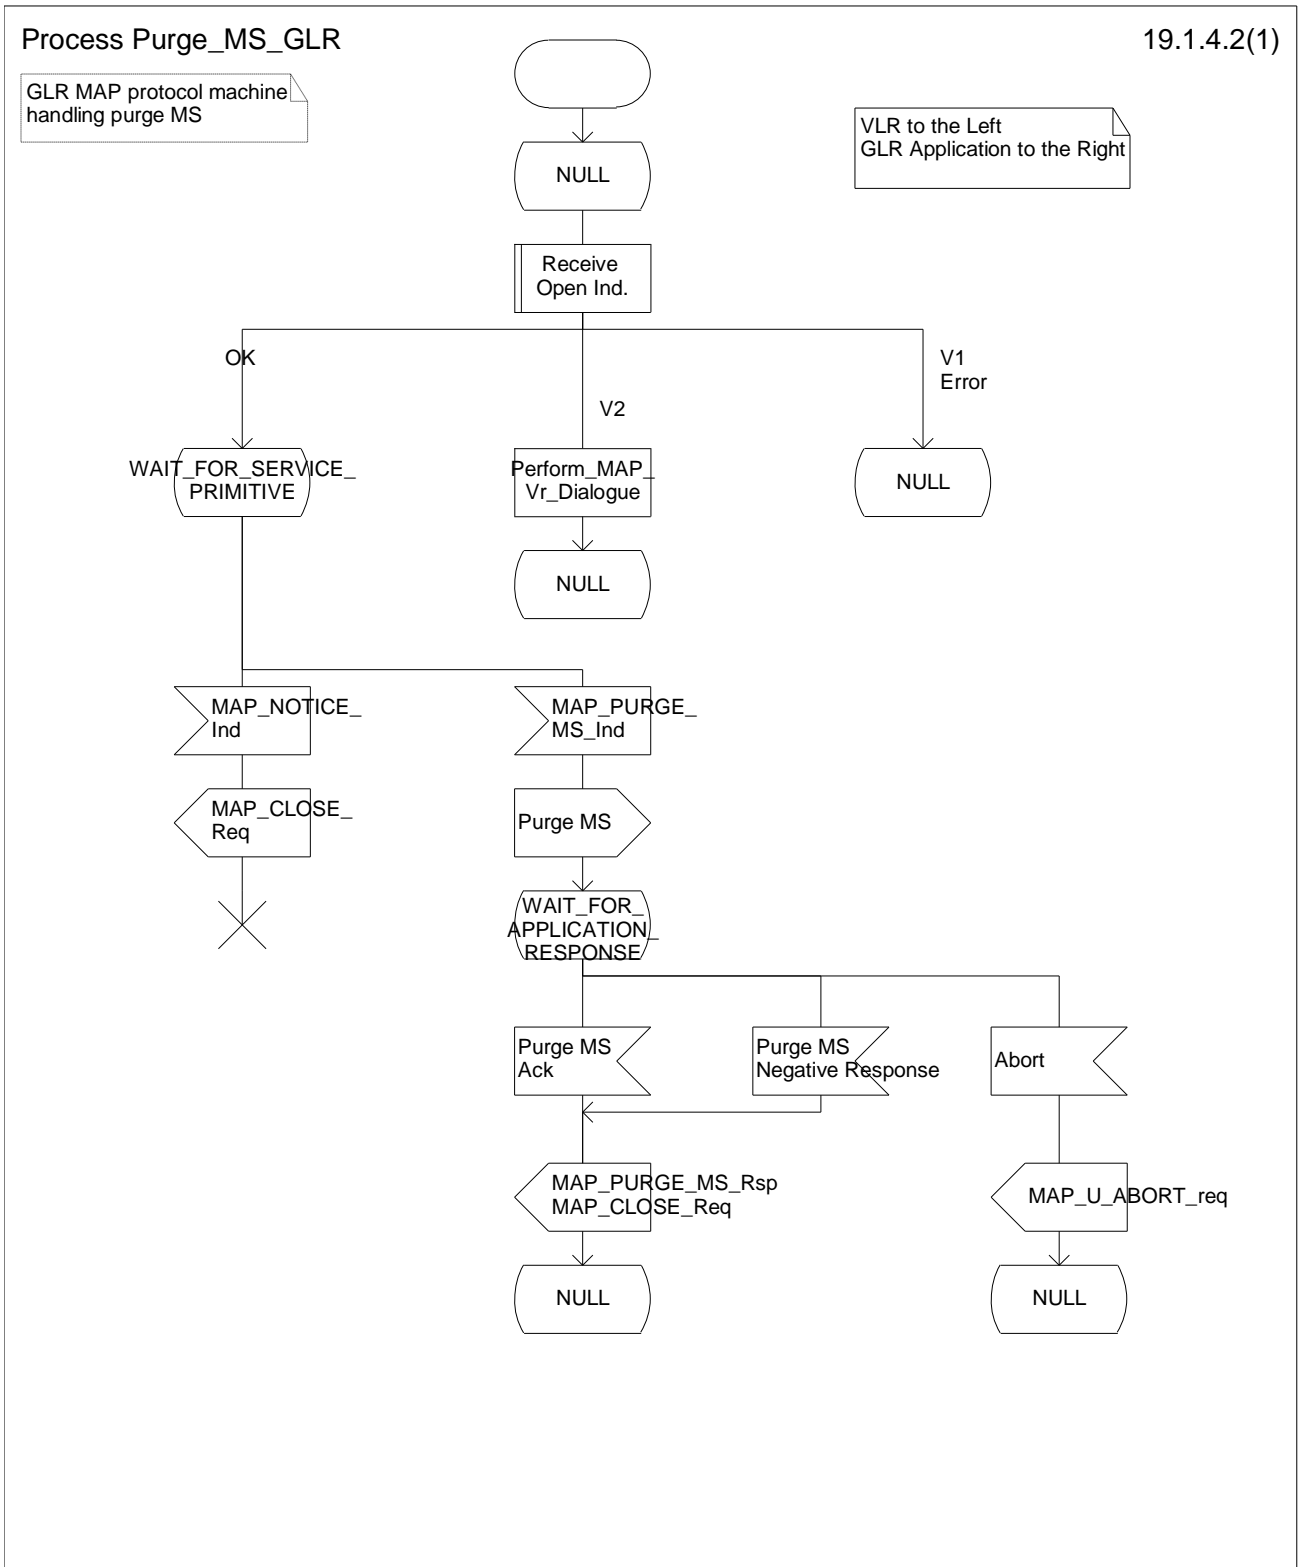 Process Purge_MS_GLR
19.1.4.2(1)
GLR MAP protocol machine
handling purge MS
VLR to the Left
GLR Application to the Right
NULL
Receive
Open Ind.
OK
V2
V1
Error
WAIT_FOR_SERVICE_
PRIMITIVE
Perform_MAP_
Vr_Dialogue
NULL
NULL
MAP_NOTICE_
Ind
MAP_PURGE_
MS_Ind
MAP_CLOSE_
Req
Purge MS
WAIT_FOR_
APPLICATION_
RESPONSE
Purge MS
Ack
Purge MS
Negative Response
Abort
MAP_PURGE_MS_Rsp
MAP_CLOSE_Req
MAP_U_ABORT_req
NULL
NULL